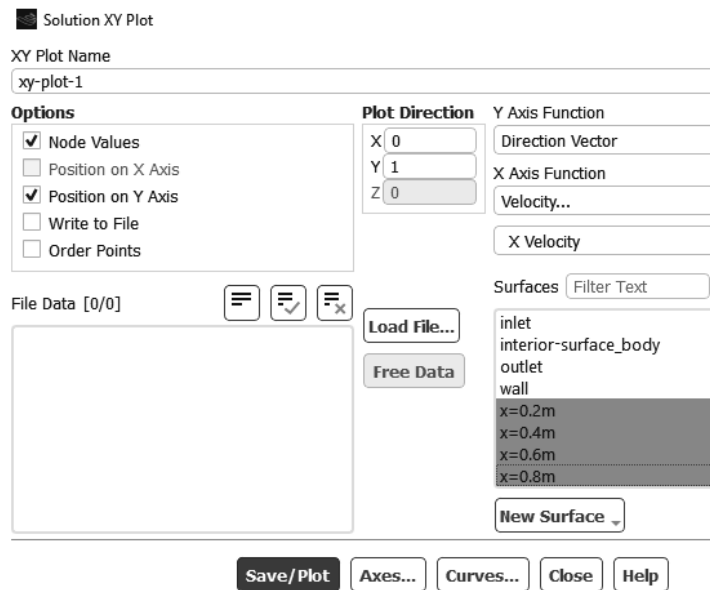 Solution XY Plot
XY Plot Name
xy-plot-1
Options
Node Values
Position on X Axis
Position on Y Axis
Write to File
Order Points
Plot Direction
X 0
Y 1
Z 0
Y Axis Function
Direction Vector
X Axis Function
Velocity...
X Velocity
File Data [0/0]
Load File...
Free Data
Surfaces Filter Text
inlet
interior-surface_body
outlet
wall
x=0.2m
x=0.4m
x=0.6m
x=0.8m
New Surface
Save/Plot Axes... Curves... Close Help